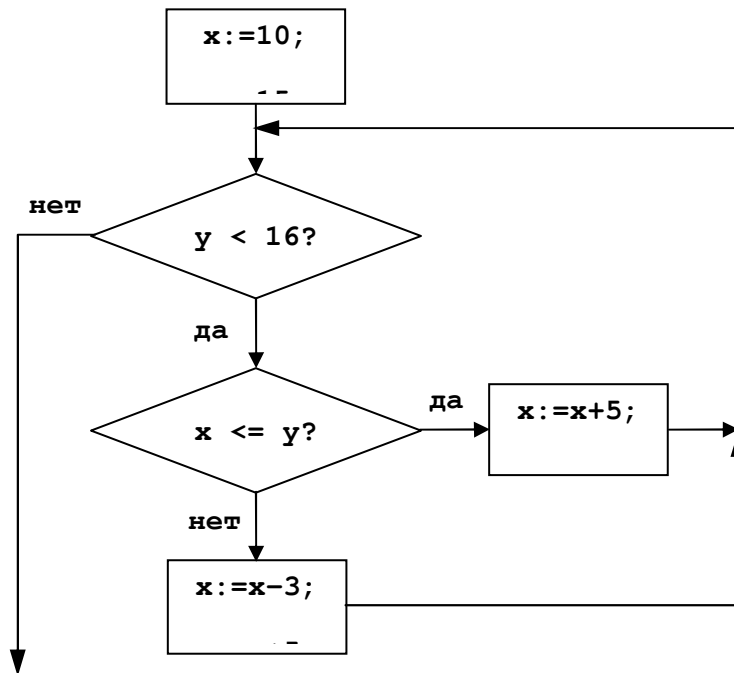 x:=10;
нет
y < 16?
да
x <= y?
да
x:=x+5;
нет
x:=x-3;